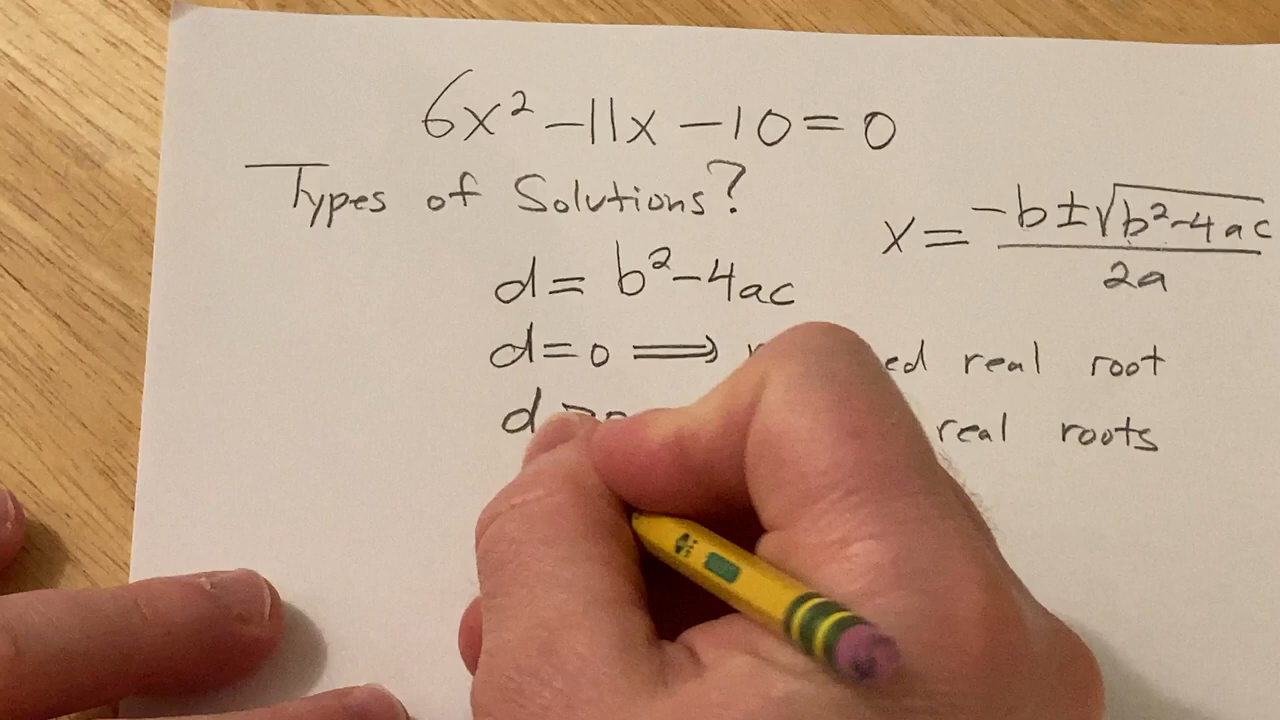 6x² -11x -10 = 0
Types of Solutions?
x = -b ± √b²-4ac / 2a
d = b²-4ac
d = 0 ⟹ real root
d real roots